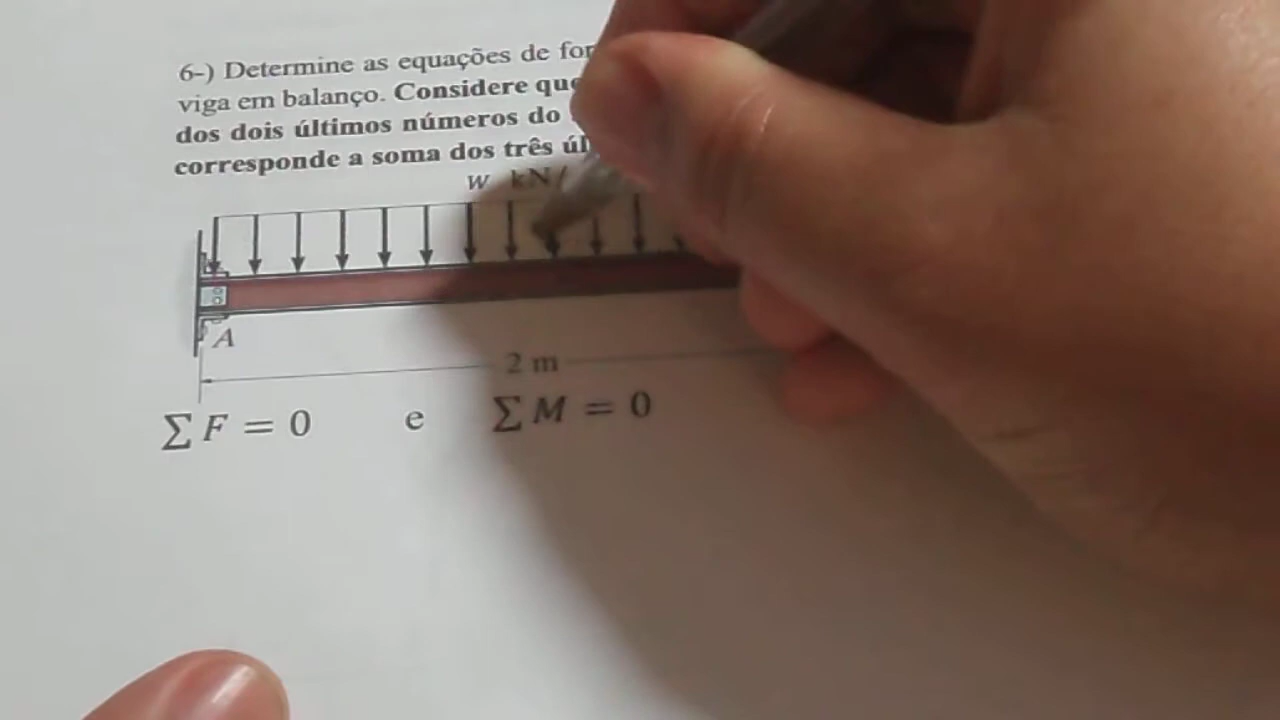 6-) Determine as equações de for
viga em balanço. Considere que
dos dois últimos números do
corresponde a soma dos três úl
w kN/
A
2 m
∑ F = 0 e ∑ M = 0